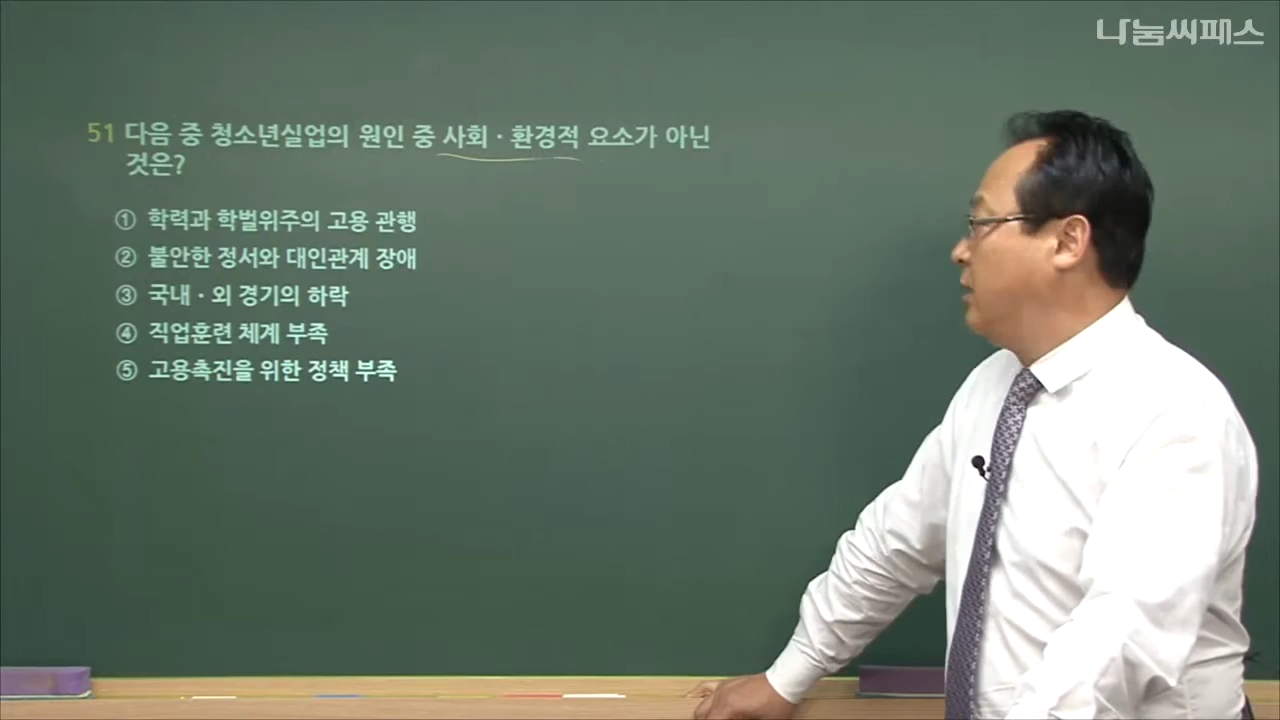 나눔씨패스
51 다음 중 청소년실업의 원인 중 사회·환경적 요소가 아닌
것은?
① 학력과 학벌위주의 고용 관행
② 불안한 정서와 대인관계 장애
③ 국내·외 경기의 하락
④ 직업훈련 체계 부족
⑤ 고용촉진을 위한 정책 부족